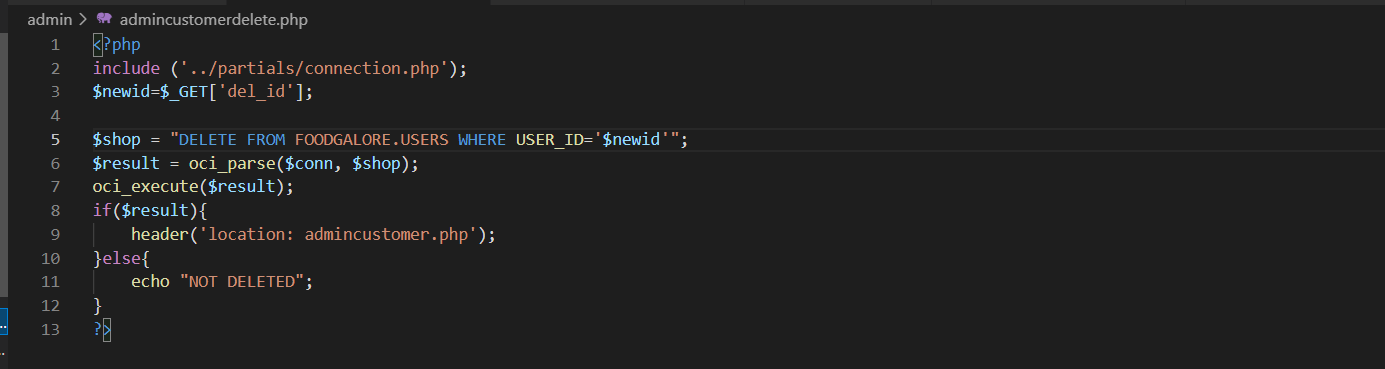 admin > admincustomerdelete.php
1 <?php
2 include ('../partials/connection.php');
3 $newid=$_GET['del_id'];
4
5 $shop = "DELETE FROM FOODGALORE.USERS WHERE USER_ID='$newid'";
6 $result = oci_parse($conn, $shop);
7 oci_execute($result);
8 if($result){
9     header('location: admincustomer.php');
10 }else{
11     echo "NOT DELETED";
12 }
13 ?>